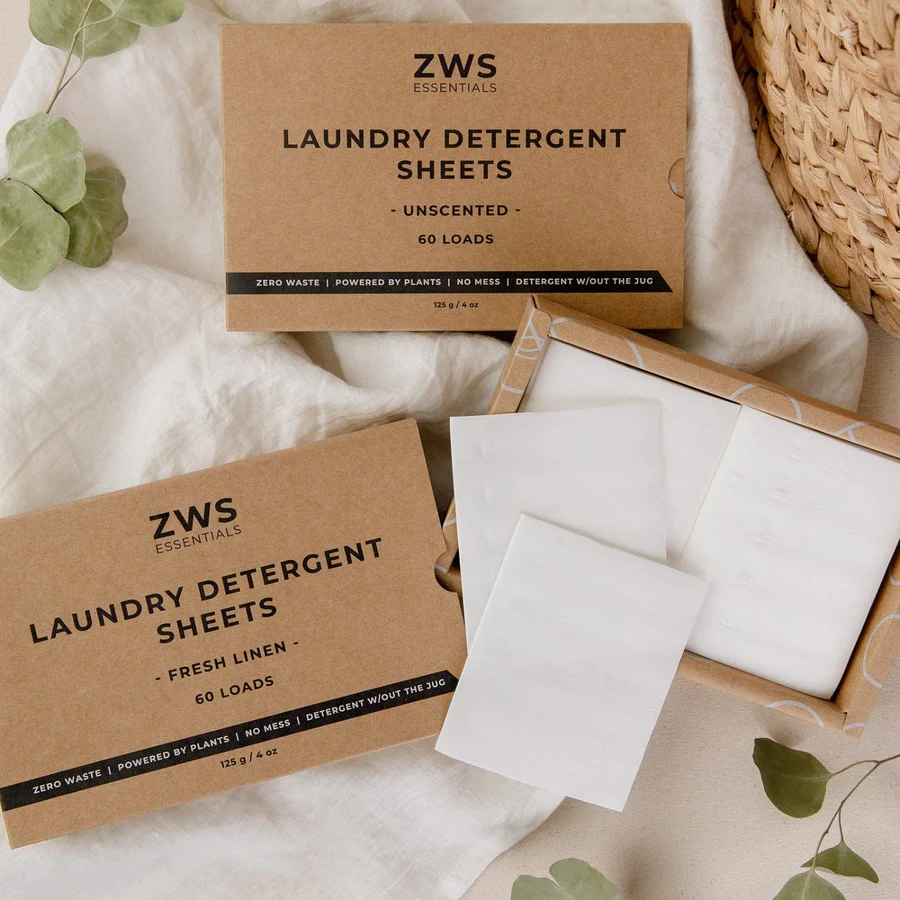 ZWS
ESSENTIALS
LAUNDRY DETERGENT
SHEETS
- UNSCENTED -
60 LOADS
ZERO WASTE | POWERED BY PLANTS | NO MESS | DETERGENT W/OUT THE JUG
125 g / 4 oz
ZWS
ESSENTIALS
LAUNDRY DETERGENT
SHEETS
- FRESH LINEN -
60 LOADS
ZERO WASTE | POWERED BY PLANTS | NO MESS | DETERGENT W/OUT THE JUG
125 g / 4 oz